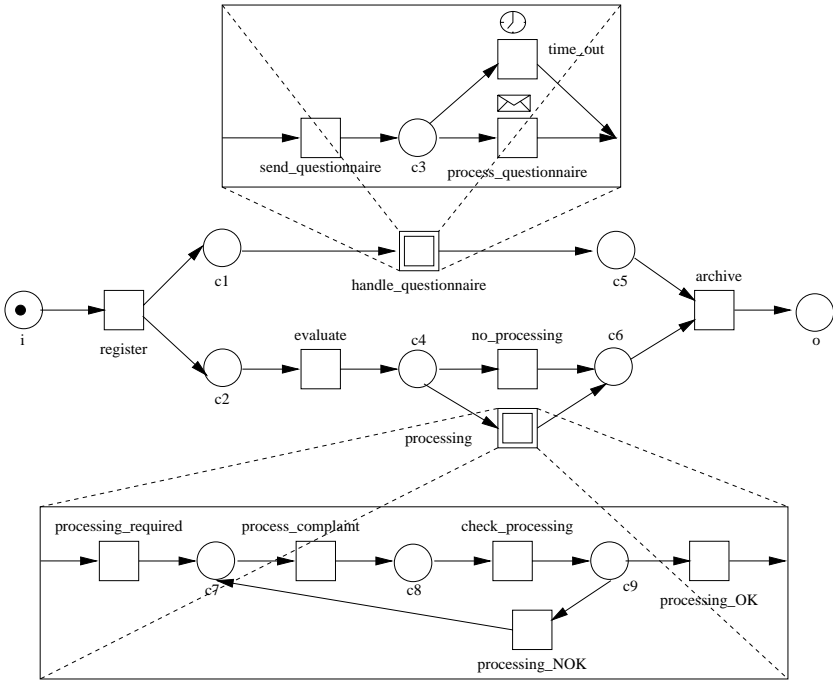 time_out
send_questionnaire
c3
process_questionnaire
c1
handle_questionnaire
c5
archive
i
register
o
evaluate
c4
no_processing
c6
c2
processing
processing_required
process_complaint
check_processing
c7
c8
c9
processing_OK
processing_NOK